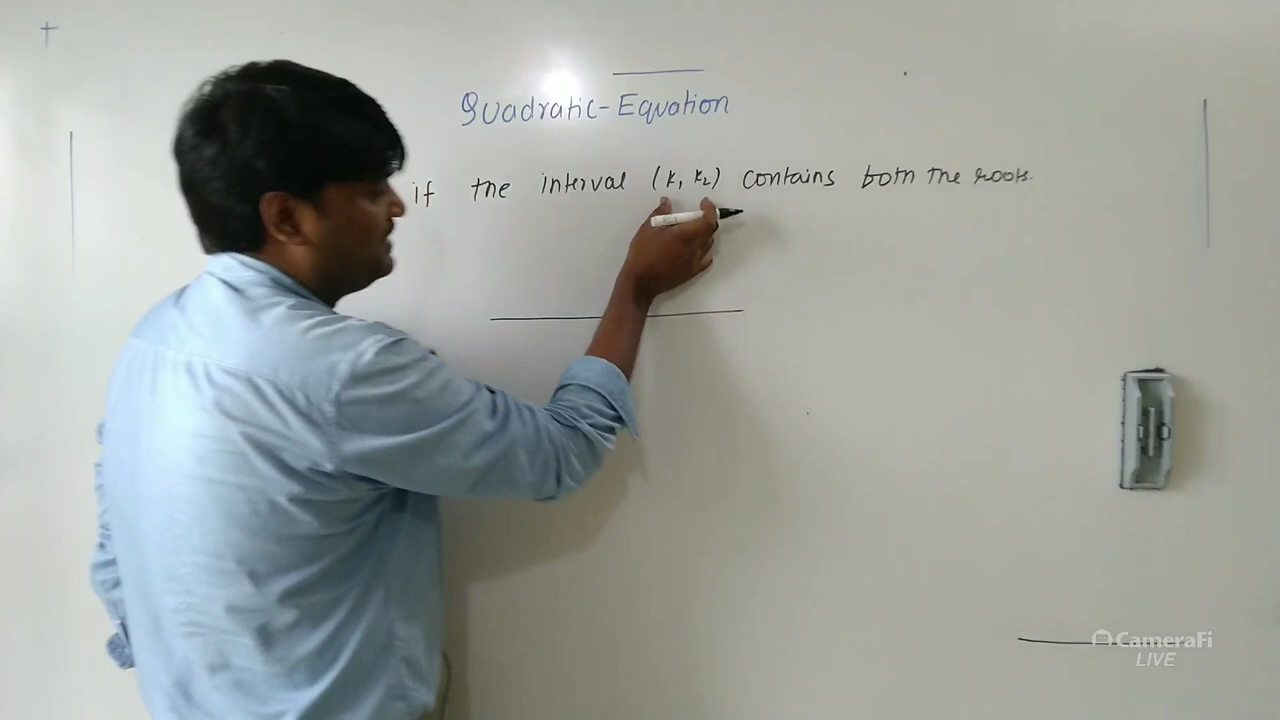 Quadratic-Equation
If the interval (k₁ k₂) contains both the roots.
CameraFi
LIVE